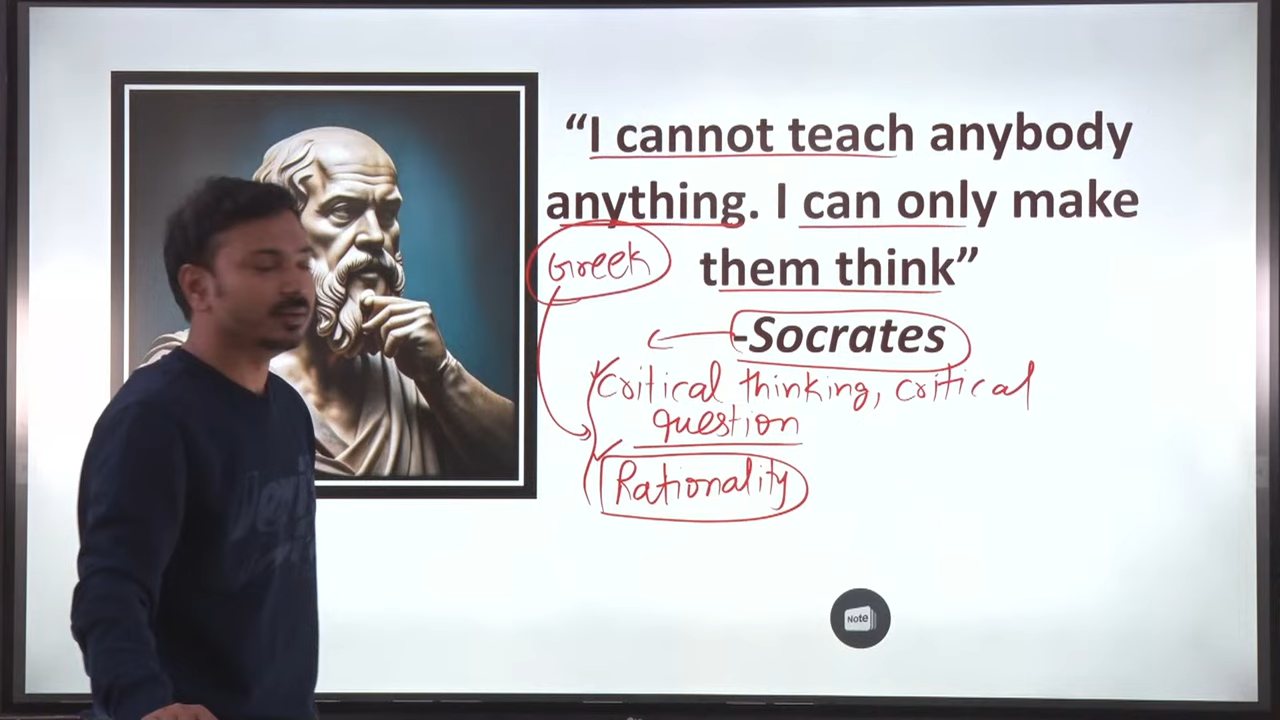 “I cannot teach anybody
anything. I can only make
Greek
them think”
-Socrates
critical thinking, critical
question
Rationality
Note